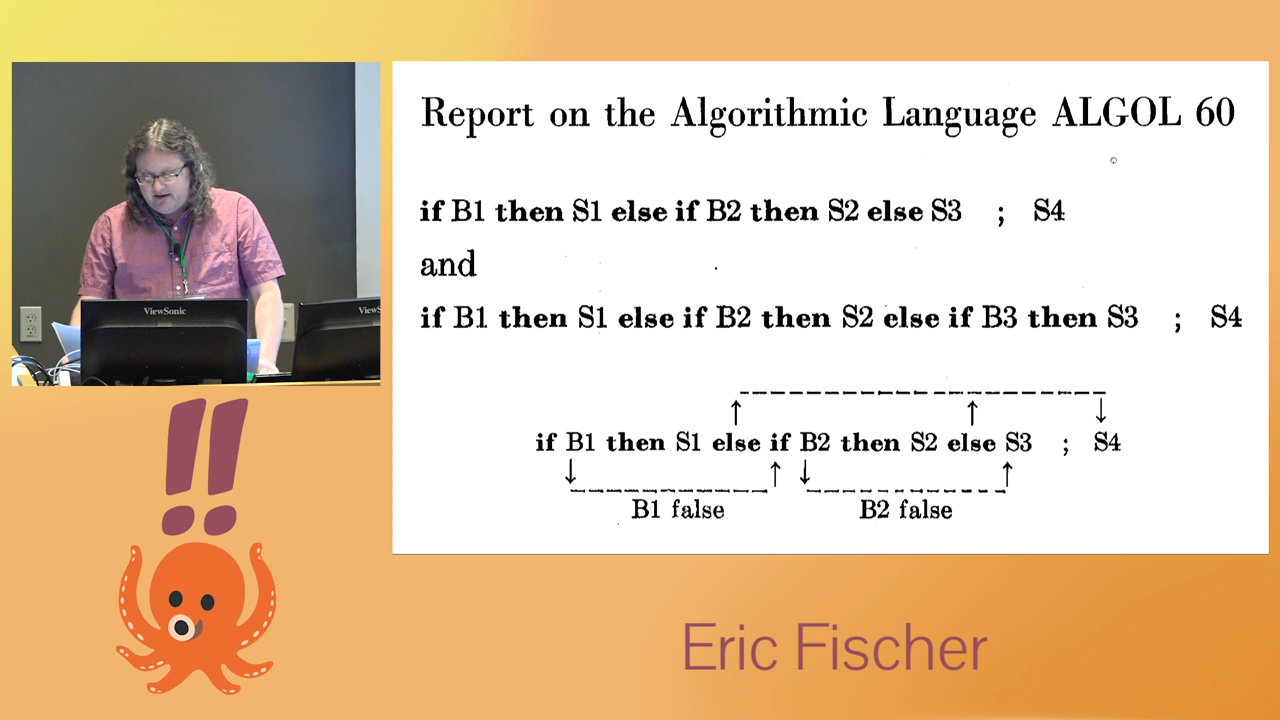 Report on the Algorithmic Language ALGOL 60
if B1 then S1 else if B2 then S2 else S3 ; S4
and
if B1 then S1 else if B2 then S2 else if B3 then S3 ; S4
if B1 then S1 else if B2 then S2 else S3 ; S4
B1 false B2 false
ViewSonic
ViewS
!!
Eric Fischer